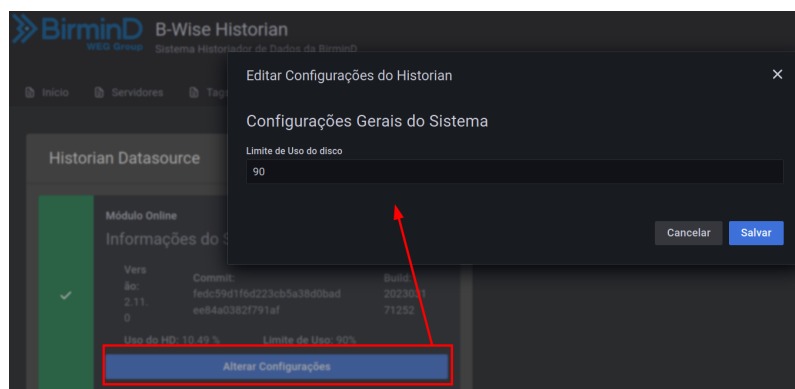 BirminD
WEG Group
B-Wise Historian
Sistema Historiador de Dados da BirminD
Início
Servidores
Tags
Editar Configurações do Historian
×
Configurações Gerais do Sistema
Limite de Uso do disco
90
Cancelar
Salvar
Historian Datasource
Módulo Online
Informações do S
Vers
ão:
2.11.
0
Commit:
fedc59d1f6d223cb5a38d0bad
ee84a0382f791af
Build:
2023031
71252
Uso do HD: 10.49 %
Limite de Uso: 90%
Alterar Configurações